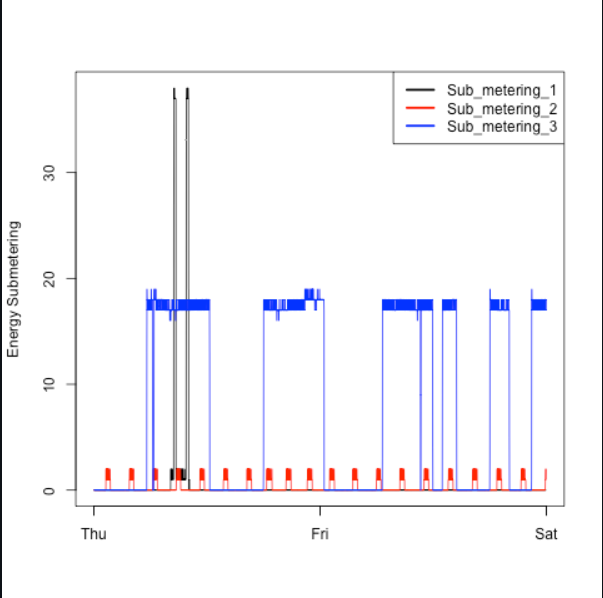 Sub_metering_1
Sub_metering_2
Sub_metering_3
Energy Submetering
30
20
10
0
Thu Fri Sat